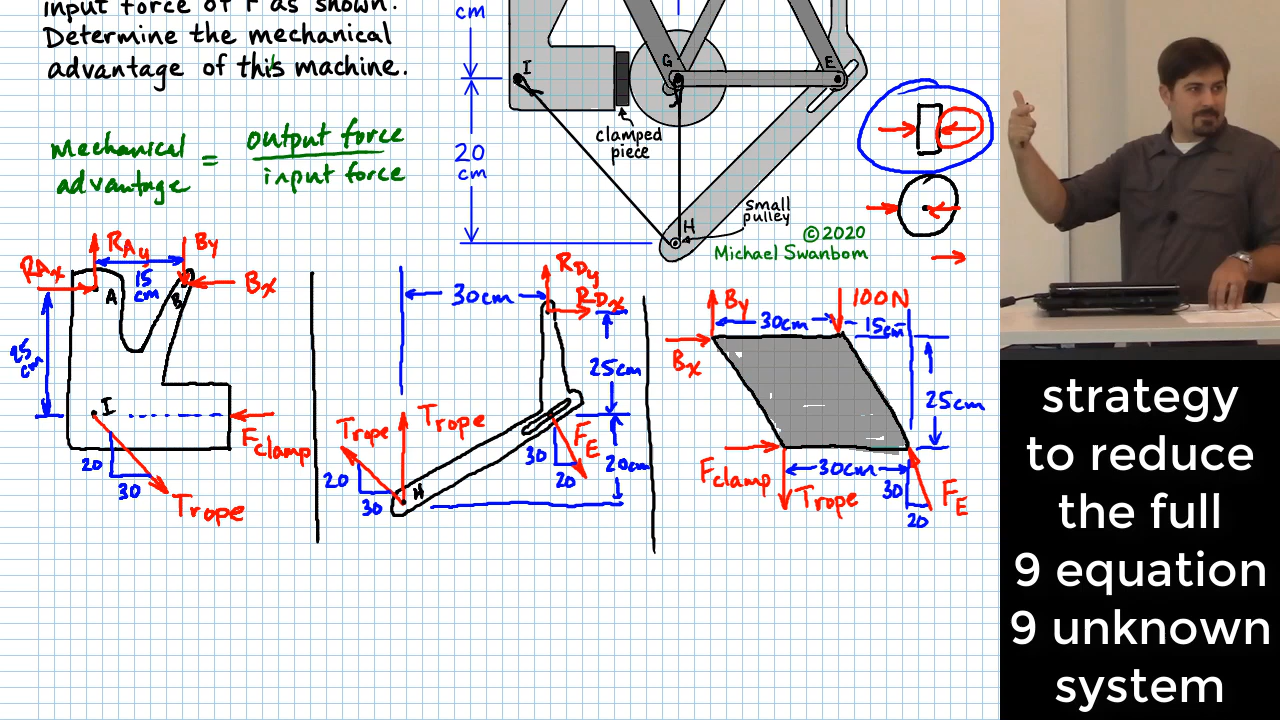 input force of F as shown.
Determine the mechanical
advantage of this machine.
mechanical
advantage
=
output force
input force
cm
20
cm
I
G
E
H
clamped
piece
small
pulley
© 2020
Michael Swanbom
RAx
RAy
15
cm
By
Bx
A
B
25
cm
I
20
30
Fclamp
Trope
30cm
RDy
RDx
25cm
20cm
Trope
Trope
20
30
H
30
20
FE
By
Bx
30cm
100N
15cm
25cm
Fclamp
30cm
Trope
30
20
FE
strategy
to reduce
the full
9 equation
9 unknown
system